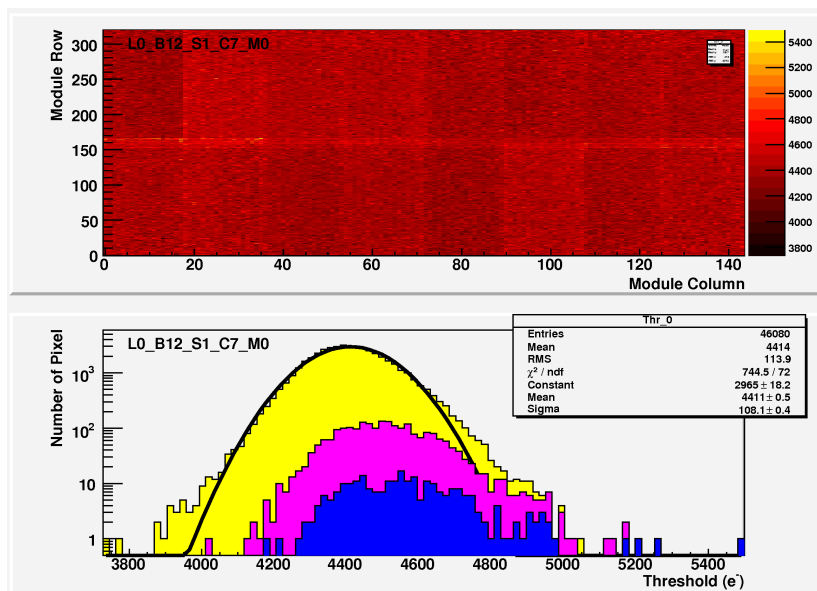 L0_B12_S1_C7_M0
Module Row
300
250
200
150
100
50
0
0 20 40 60 80 100 120 140
Module Column
5400
5200
5000
4800
4600
4400
4200
4000
3800
L0_B12_S1_C7_M0
Number of Pixel
10³
10²
10
1
3800 4000 4200 4400 4600 4800 5000 5200 5400
Threshold (e⁻)
Thr_0
Entries 46080
Mean 4414
RMS 113.9
χ² / ndf 744.5 / 72
Constant 2965 ± 18.2
Mean 4411 ± 0.5
Sigma 108.1 ± 0.4